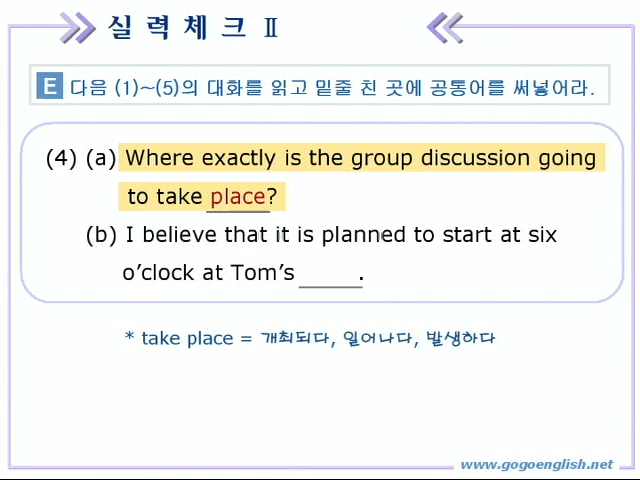 실 력 체 크 Ⅱ
E 다음 (1)~(5)의 대화를 읽고 밑줄 친 곳에 공통어를 써넣어라.
(4) (a) Where exactly is the group discussion going
to take place?
(b) I believe that it is planned to start at six
o’clock at Tom’s _____.
* take place = 개최되다, 일어나다, 발생하다
www.gogoenglish.net